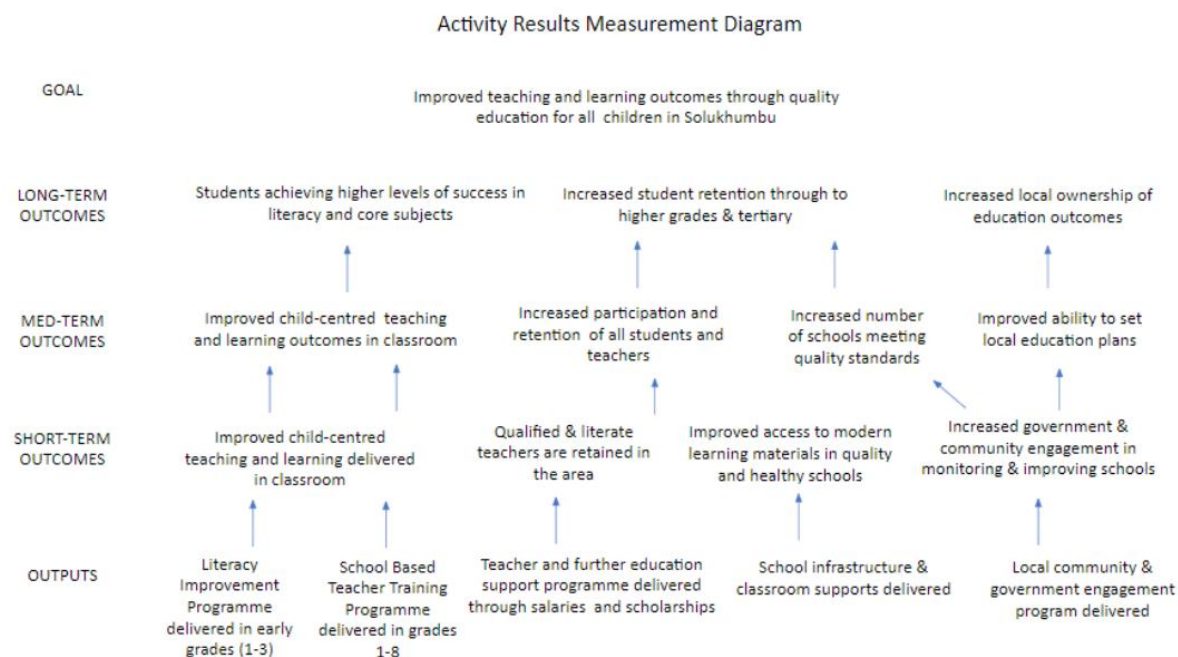 Activity Results Measurement Diagram
GOAL
Improved teaching and learning outcomes through quality
education for all children in Solukhumbu
LONG-TERM
OUTCOMES
Students achieving higher levels of success in
literacy and core subjects
Increased student retention through to
higher grades & tertiary
Increased local ownership of
education outcomes
MED-TERM
OUTCOMES
Improved child-centred teaching
and learning outcomes in classroom
Increased participation and
retention of all students and
teachers
Increased number
of schools meeting
quality standards
Improved ability to set
local education plans
SHORT-TERM
OUTCOMES
Improved child-centred
teaching and learning delivered
in classroom
Qualified & literate
teachers are retained in
the area
Improved access to modern
learning materials in quality
and healthy schools
Increased government &
community engagement in
monitoring & improving schools
OUTPUTS
Literacy
Improvement
Programme
delivered in early
grades (1-3)
School Based
Teacher Training
Programme
delivered in grades
1-8
Teacher and further education
support programme delivered
through salaries and scholarships
School infrastructure &
classroom supports delivered
Local community &
government engagement
program delivered